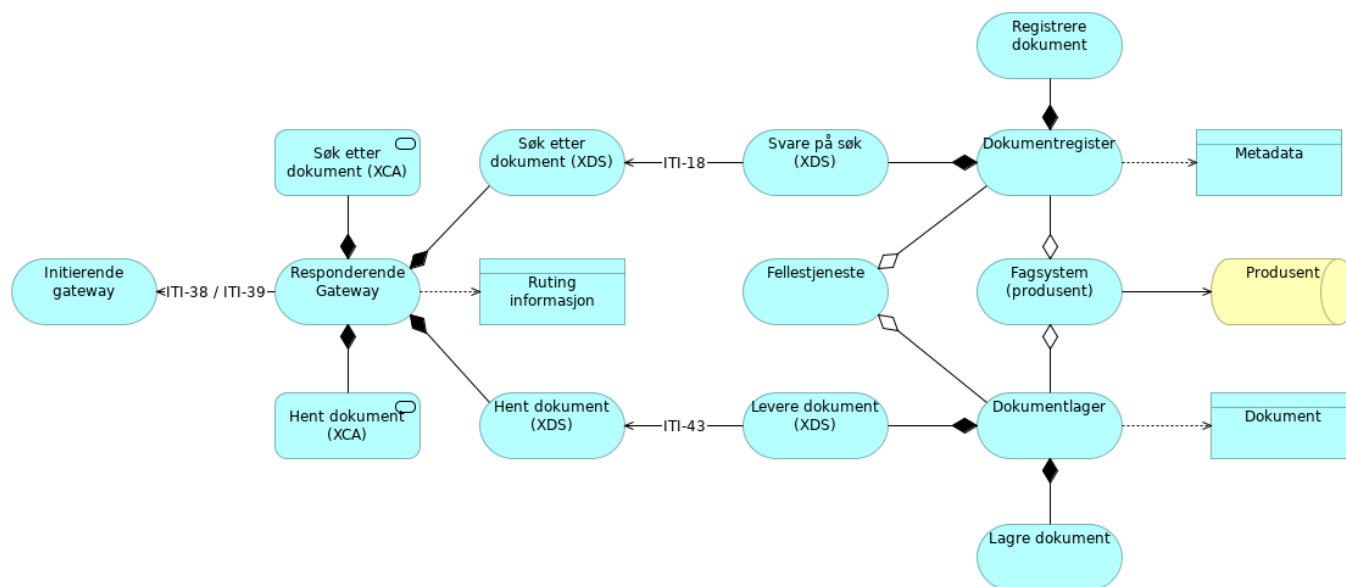 Registrere
dokument
Søk etter
dokument (XCA)
Søk etter
dokument (XDS)
ITI-18
Svare på søk
(XDS)
Dokumentregister
Metadata
Initierende
gateway
ITI-38 / ITI-39
Responderende
Gateway
Ruting
informasjon
Fellestjeneste
Fagsystem
(produsent)
Produsent
Hent dokument
(XCA)
Hent dokument
(XDS)
ITI-43
Levere dokument
(XDS)
Dokumentlager
Dokument
Lagre dokument